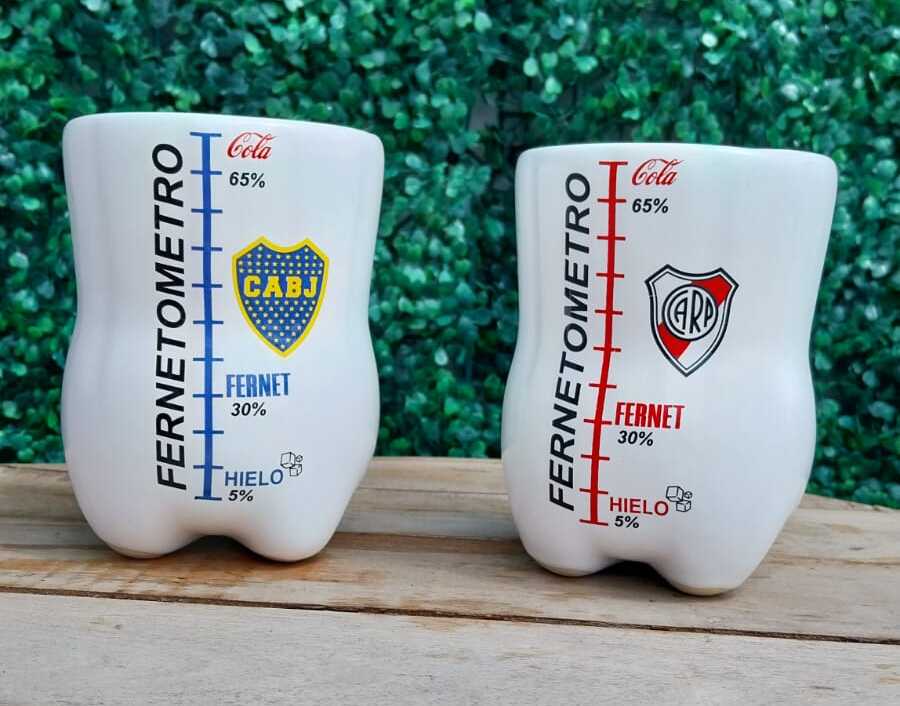 FERNETOMETRO
Cola
65%
CABJ
FERNET
30%
HIELO
5%
FERNETOMETRO
Cola
65%
CARP
FERNET
30%
HIELO
5%